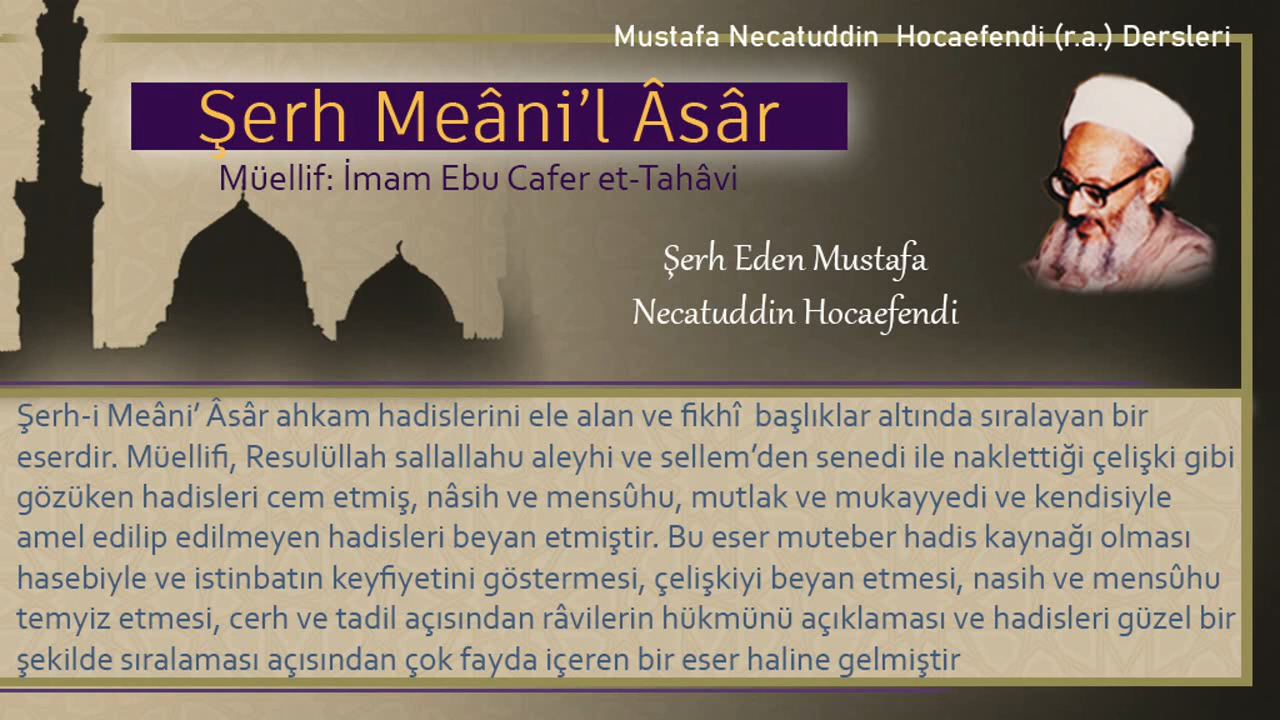 Mustafa Necatuddin Hocaefendi (r.a.) Dersleri
Şerh Meâni’l Âsâr
Müellif: İmam Ebu Cafer et-Tahâvi
Şerh Eden Mustafa
Necatuddin Hocaefendi
Şerh-i Meâni’ Âsâr ahkam hadislerini ele alan ve fikhî başlıklar altında sıralayan bir
eserdir. Müellifi, Resulüllah sallallahu aleyhi ve sellem’den senedi ile naklettiği çelişki gibi
gözüken hadisleri cem etmiş, nâsih ve mensûhu, mutlak ve mukayyedi ve kendisiyle
amel edilip edilmeyen hadisleri beyan etmiştir. Bu eser muteber hadis kaynağı olması
hasebiyle ve istinbatın keyfiyetini göstermesi, çelişkiyi beyan etmesi, nasih ve mensûhu
temyiz etmesi, cerh ve tadil açısından râvilerin hükmünü açıklaması ve hadisleri güzel bir
şekilde sıralaması açısından çok fayda içeren bir eser haline gelmiştir